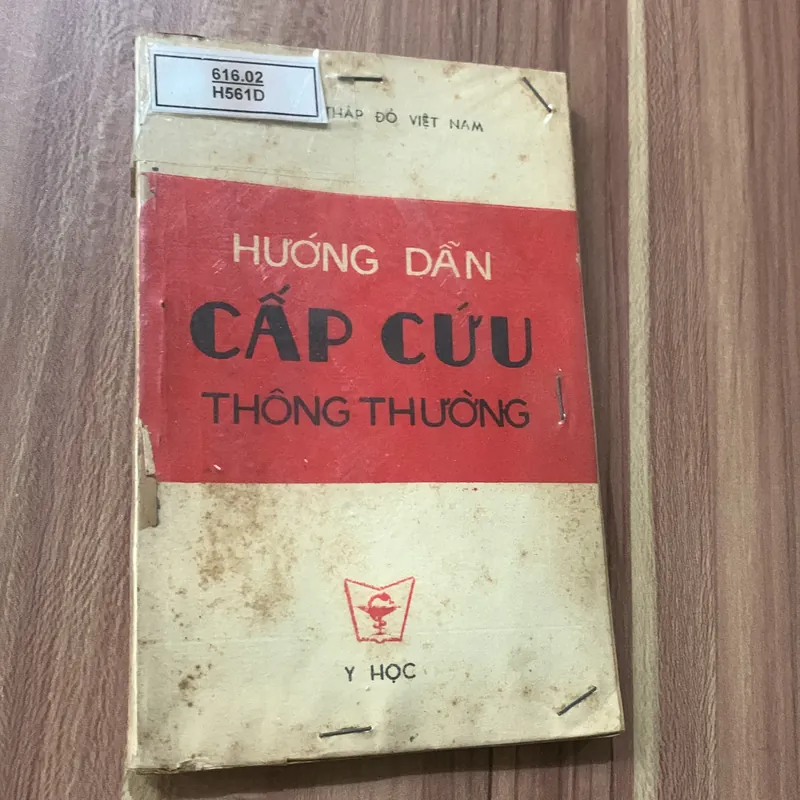 616.02
H561D
THẬP ĐỎ VIỆT NAM
HƯỚNG DẪN
CẤP CỨU
THÔNG THƯỜNG
Y HỌC